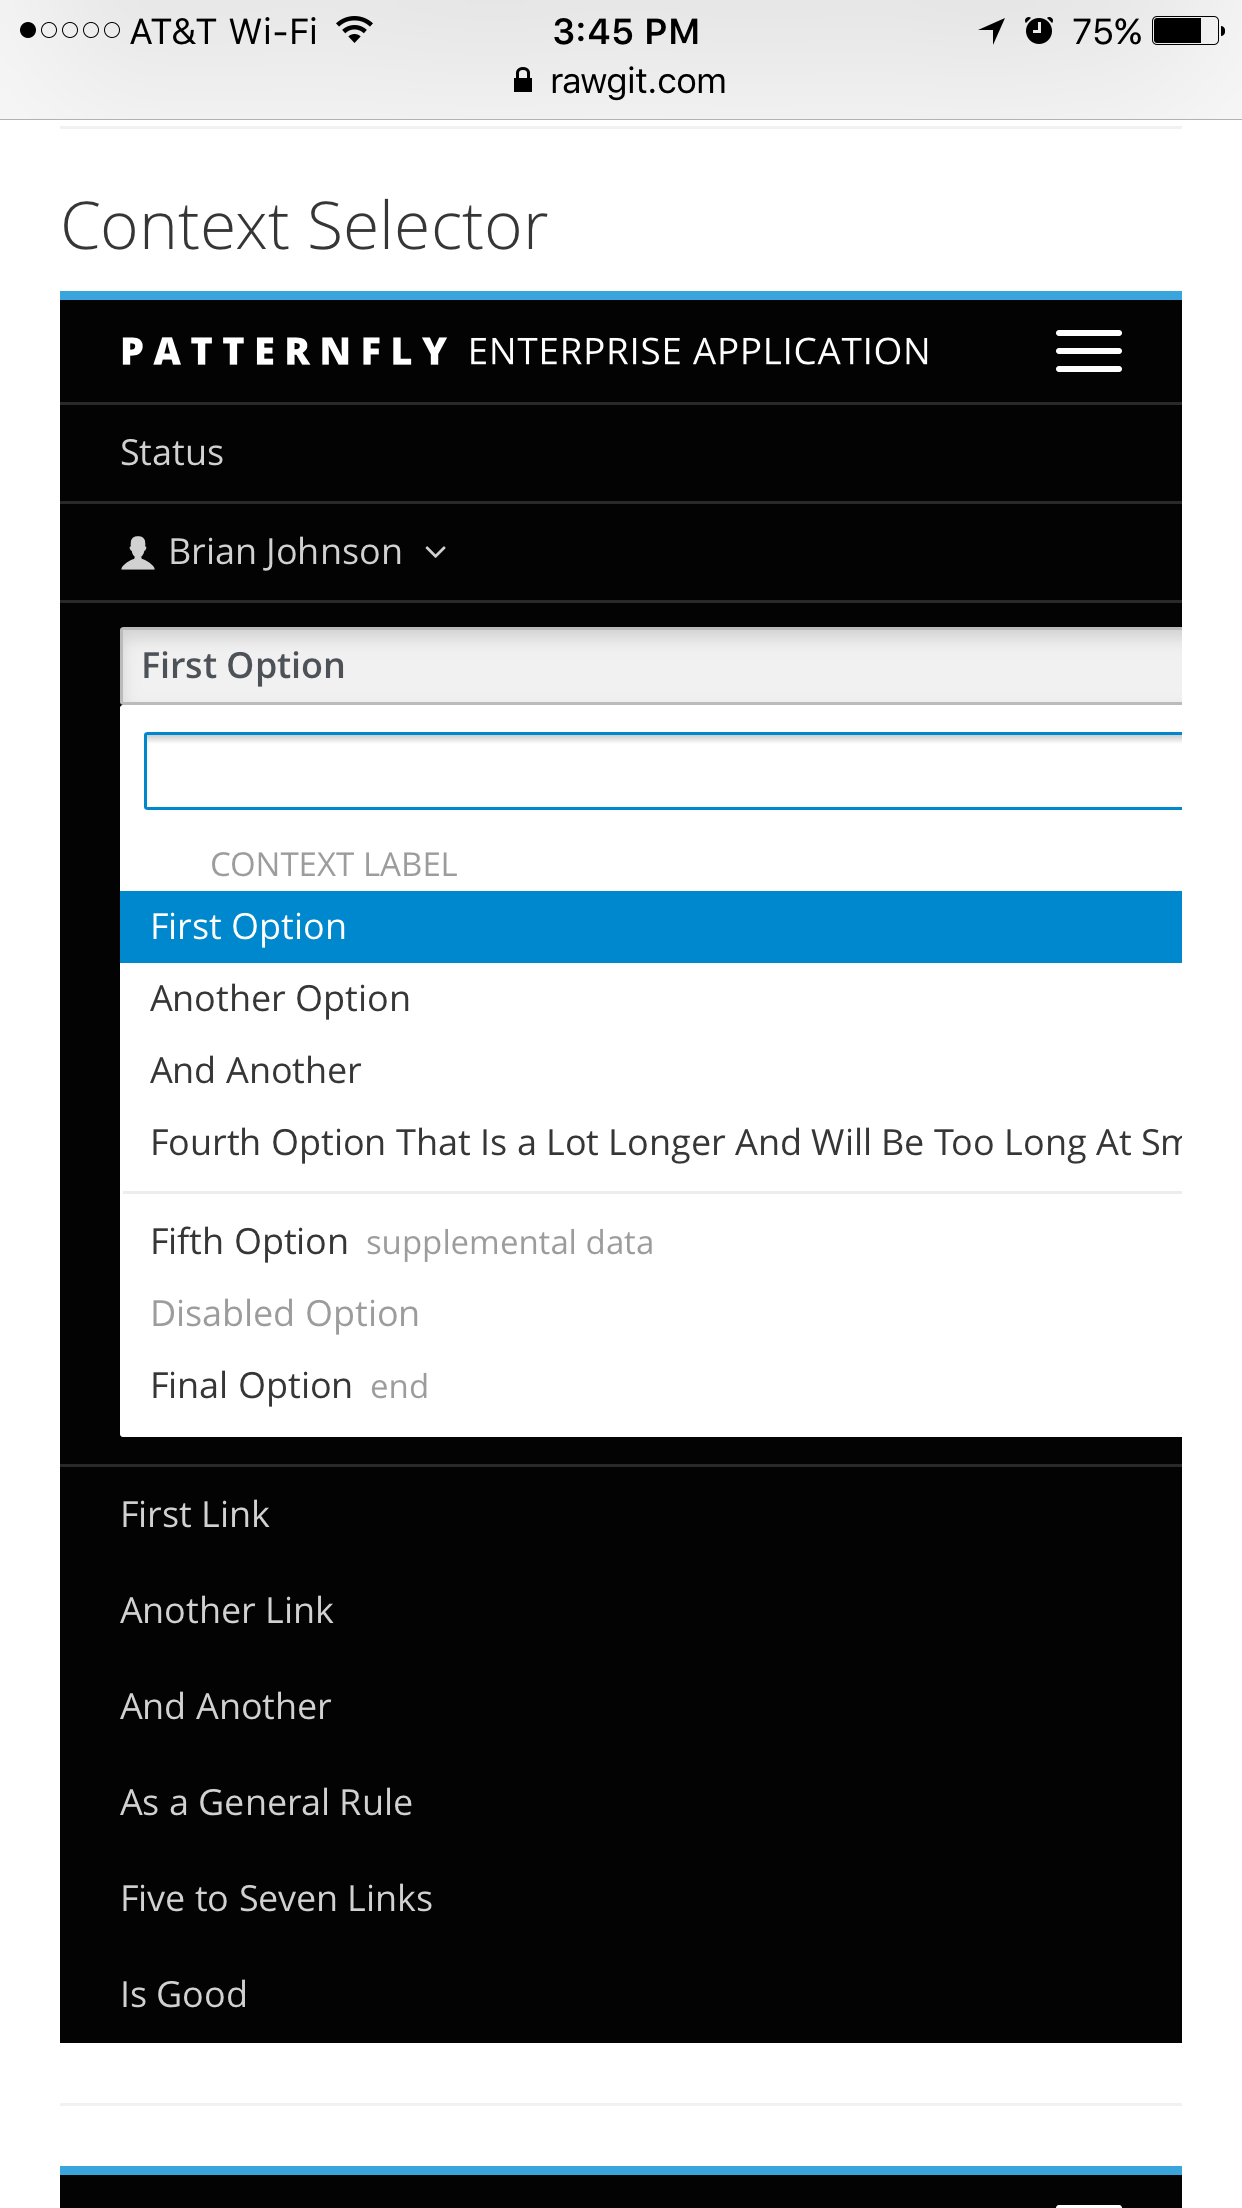 AT&T Wi-Fi 3:45 PM 75%
rawgit.com
Context Selector
PATTERNFLY ENTERPRISE APPLICATION
Status
Brian Johnson
First Option
CONTEXT LABEL
First Option
Another Option
And Another
Fourth Option That Is a Lot Longer And Will Be Too Long At Sm
Fifth Option supplemental data
Disabled Option
Final Option end
First Link
Another Link
And Another
As a General Rule
Five to Seven Links
Is Good